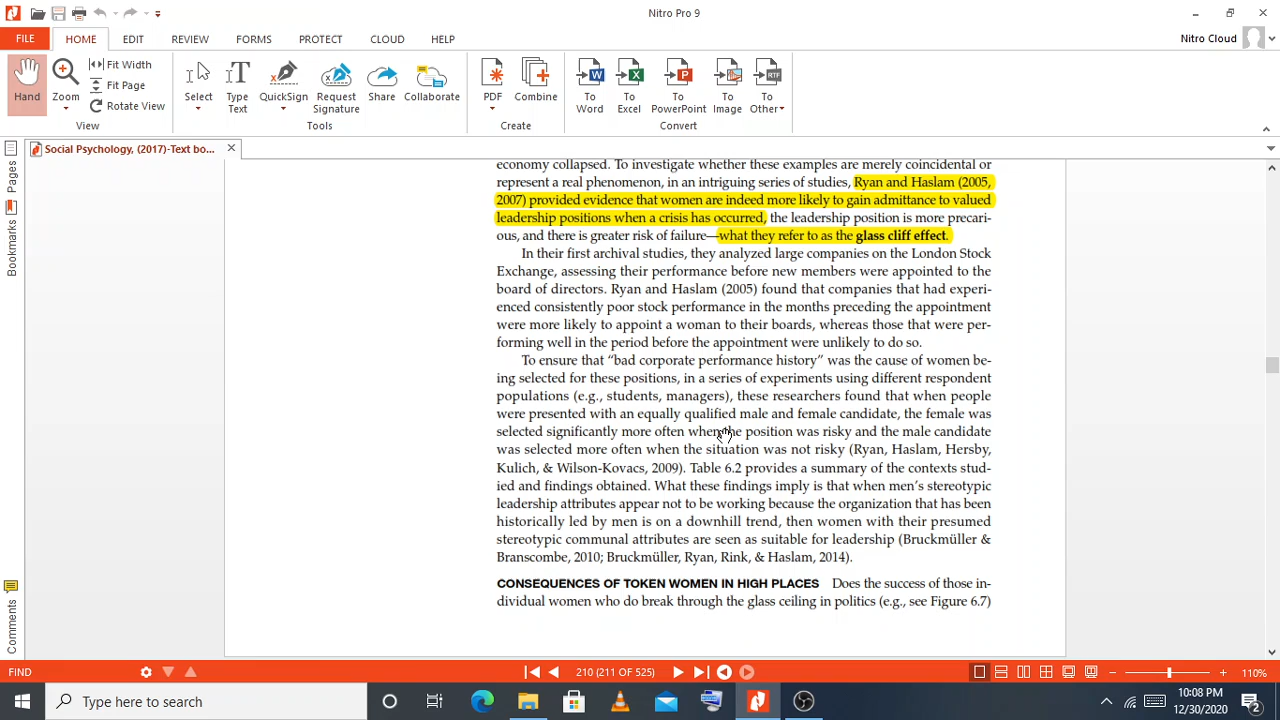 Nitro Pro 9
FILE HOME EDIT REVIEW FORMS PROTECT CLOUD HELP Nitro Cloud
Hand Zoom Fit Width Fit Page Rotate View Select Type Text QuickSign Request Signature Share Collaborate PDF Combine To Word To Excel To PowerPoint To Image To Other
View Tools Create Convert
Social Psychology, (2017)-Text bo...
Pages
Bookmarks
Comments
economy collapsed. To investigate whether these examples are merely coincidental or
represent a real phenomenon, in an intriguing series of studies, Ryan and Haslam (2005,
2007) provided evidence that women are indeed more likely to gain admittance to valued
leadership positions when a crisis has occurred, the leadership position is more precari-
ous, and there is greater risk of failure—what they refer to as the glass cliff effect.
In their first archival studies, they analyzed large companies on the London Stock
Exchange, assessing their performance before new members were appointed to the
board of directors. Ryan and Haslam (2005) found that companies that had experi-
enced consistently poor stock performance in the months preceding the appointment
were more likely to appoint a woman to their boards, whereas those that were per-
forming well in the period before the appointment were unlikely to do so.
To ensure that “bad corporate performance history” was the cause of women be-
ing selected for these positions, in a series of experiments using different respondent
populations (e.g., students, managers), these researchers found that when people
were presented with an equally qualified male and female candidate, the female was
selected significantly more often when the position was risky and the male candidate
was selected more often when the situation was not risky (Ryan, Haslam, Hersby,
Kulich, & Wilson-Kovacs, 2009). Table 6.2 provides a summary of the contexts stud-
ied and findings obtained. What these findings imply is that when men’s stereotypic
leadership attributes appear not to be working because the organization that has been
historically led by men is on a downhill trend, then women with their presumed
stereotypic communal attributes are seen as suitable for leadership (Bruckmüller &
Branscombe, 2010; Bruckmüller, Ryan, Rink, & Haslam, 2014).
CONSEQUENCES OF TOKEN WOMEN IN HIGH PLACES Does the success of those in-
dividual women who do break through the glass ceiling in politics (e.g., see Figure 6.7)
FIND 210 (211 OF 525) 110%
Type here to search
10:08 PM
12/30/2020
2